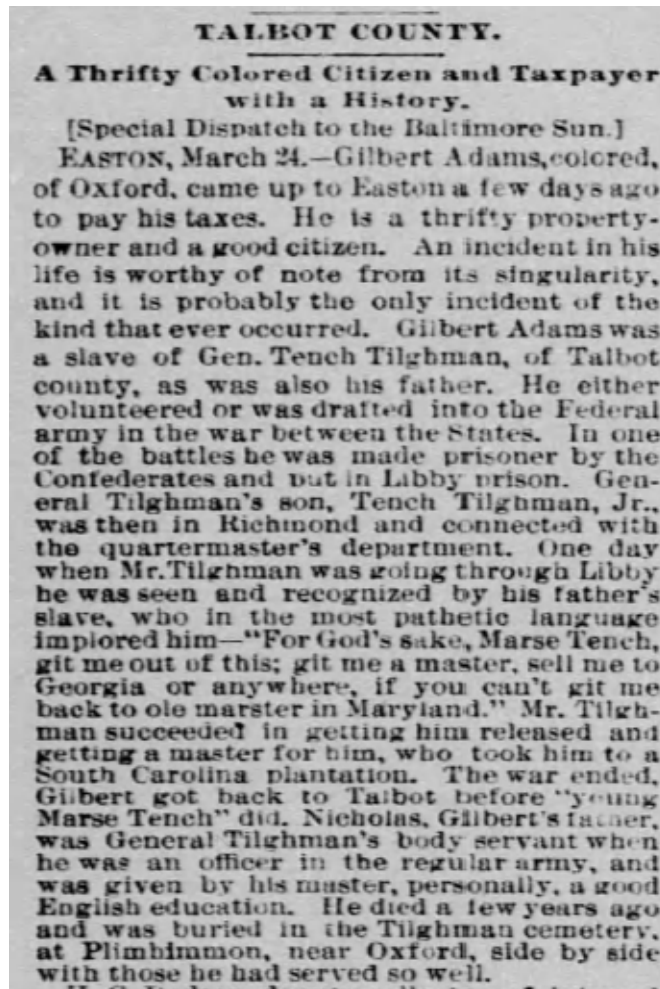 TALBOT COUNTY.
A Thrifty Colored Citizen and Taxpayer
with a History.
[Special Dispatch to the Baltimore Sun.]
EASTON, March 24.—Gilbert Adams,colored,
of Oxford, came up to Easton a few days ago
to pay his taxes. He is a thrifty property-
owner and a good citizen. An incident in his
life is worthy of note from its singularity,
and it is probably the only incident of the
kind that ever occurred. Gilbert Adams was
a slave of Gen. Tench Tilghman, of Talbot
county, as was also his father. He either
volunteered or was drafted into the Federal
army in the war between the States. In one
of the battles he was made prisoner by the
Confederates and put in Libby prison. Gen-
eral Tilghman's son, Tench Tilghman, Jr.,
was then in Richmond and connected with
the quartermaster's department. One day
when Mr.Tilghman was going through Libby
he was seen and recognized by his father's
slave, who in the most pathetic language
implored him—"For God's sake, Marse Tench,
git me out of this; git me a master, sell me to
Georgia or anywhere, if you can't git me
back to ole marster in Maryland." Mr. Tilgh-
man succeeded in getting him released and
getting a master for him, who took him to a
South Carolina plantation. The war ended,
Gilbert got back to Talbot before "young
Marse Tench" did. Nicholas, Gilbert's father,
was General Tilghman's body servant when
he was an officer in the regular army, and
was given by his master, personally, a good
English education. He died a few years ago
and was buried in the Tilghman cemetery,
at Plimhimmon, near Oxford, side by side
with those he had served so well.